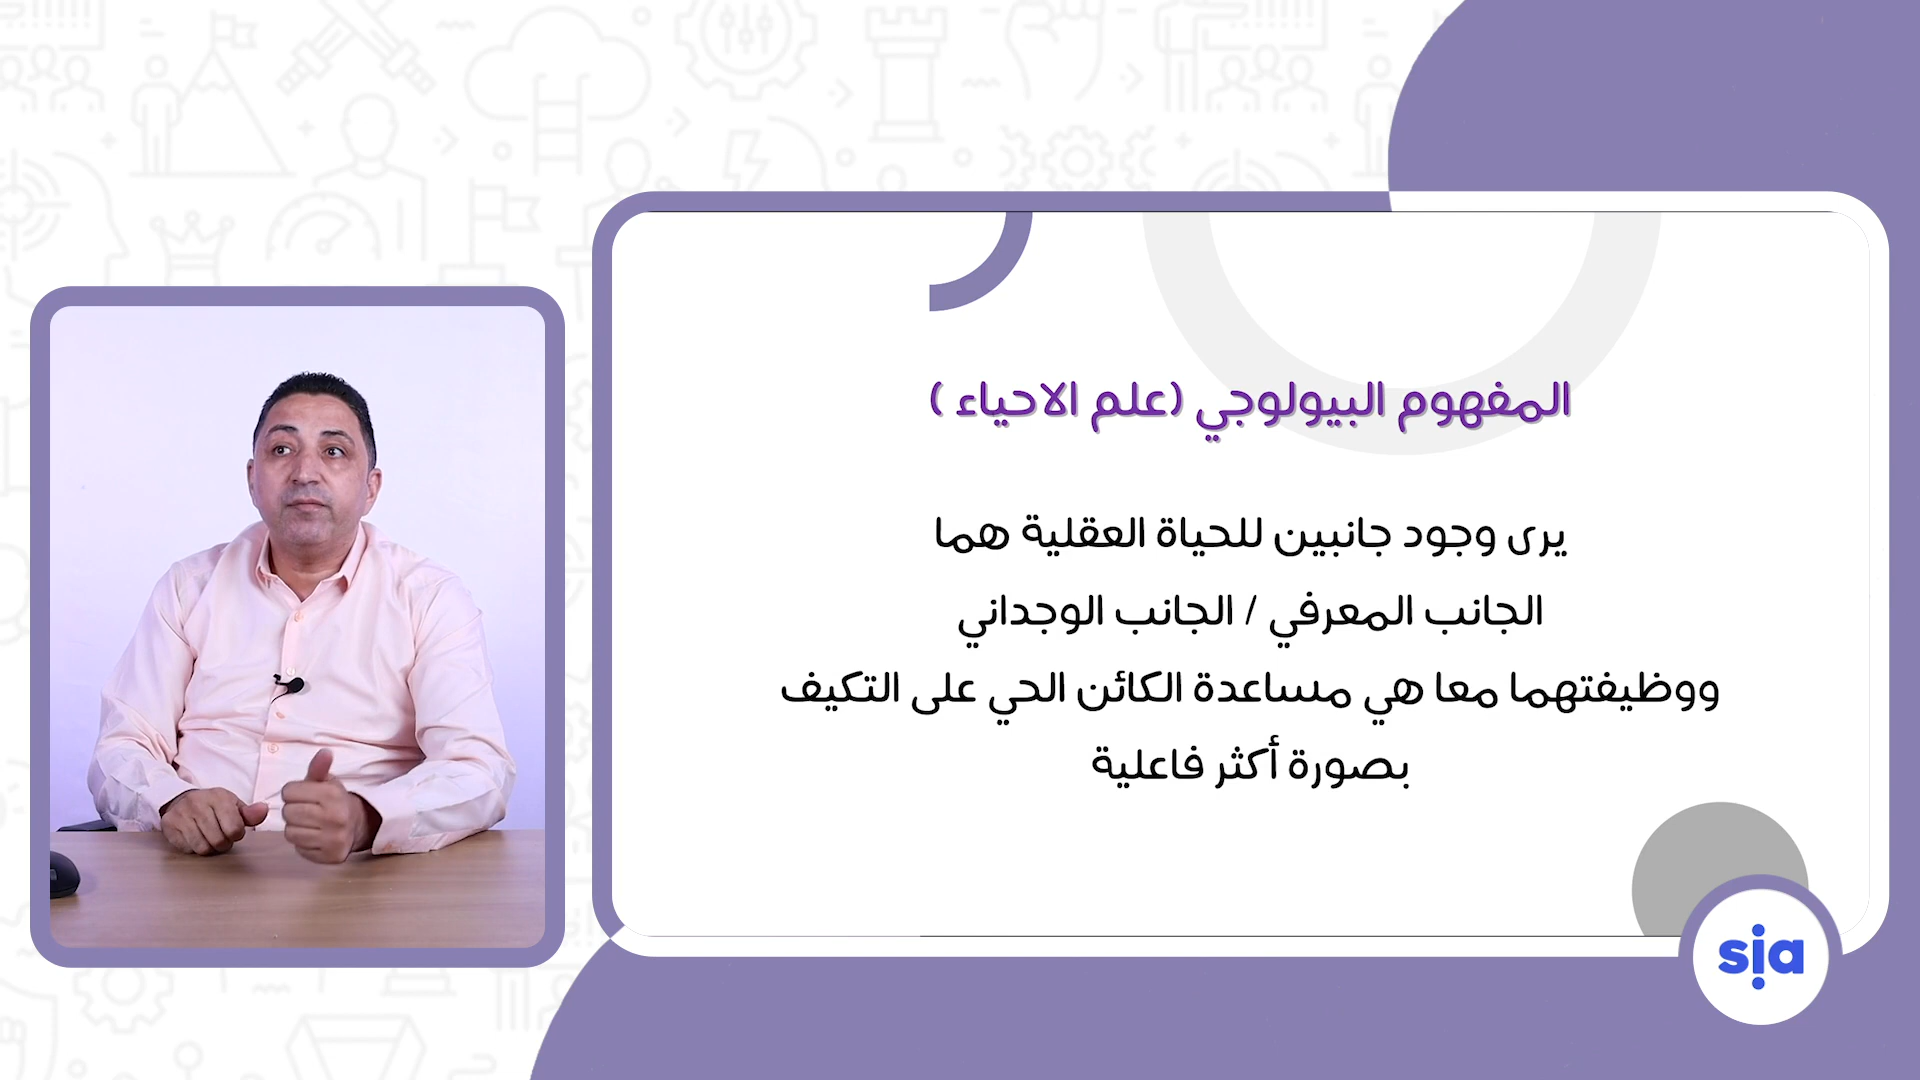 المفهوم البيولوجي (علم الاحياء )
يرى وجود جانبين للحياة العقلية هما
الجانب المعرفي / الجانب الوجداني
ووظيفتهما معا هي مساعدة الكائن الحي على التكيف
بصورة أكثر فاعلية
sia